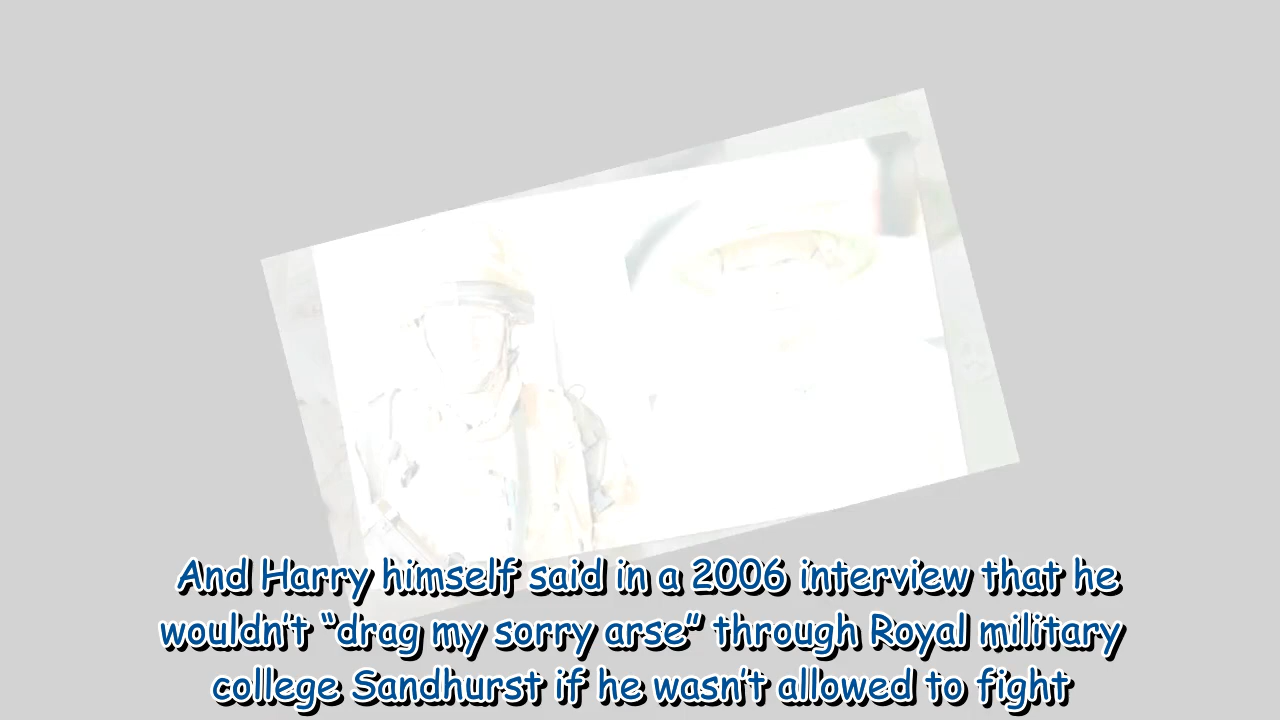 And Harry himself said in a 2006 interview that he
wouldn't “drag my sorry arse” through Royal military
college Sandhurst if he wasn't allowed to fight